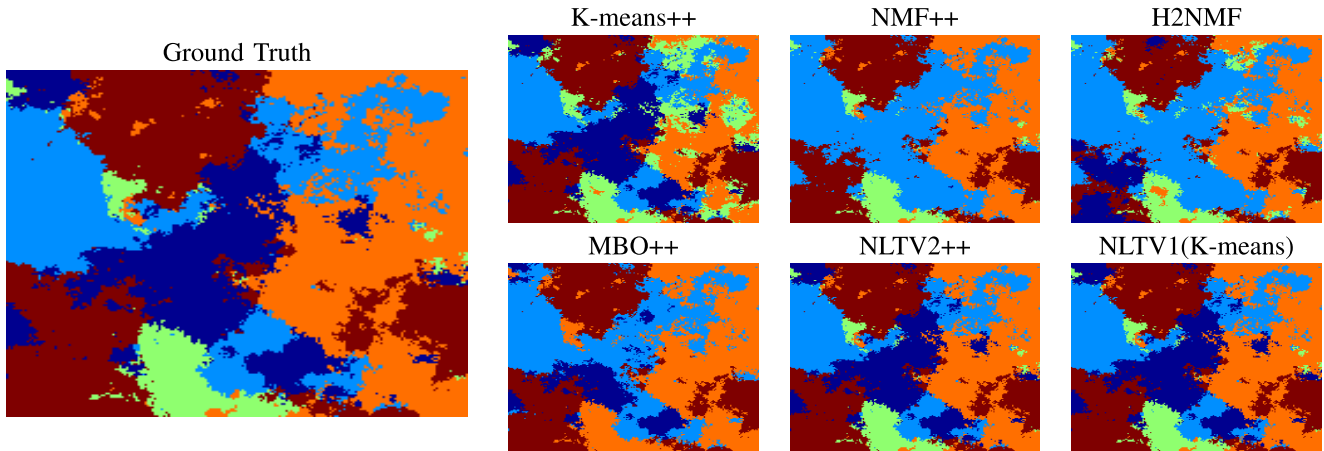 Ground Truth
K-means++
NMF++
H2NMF
MBO++
NLTV2++
NLTV1(K-means)